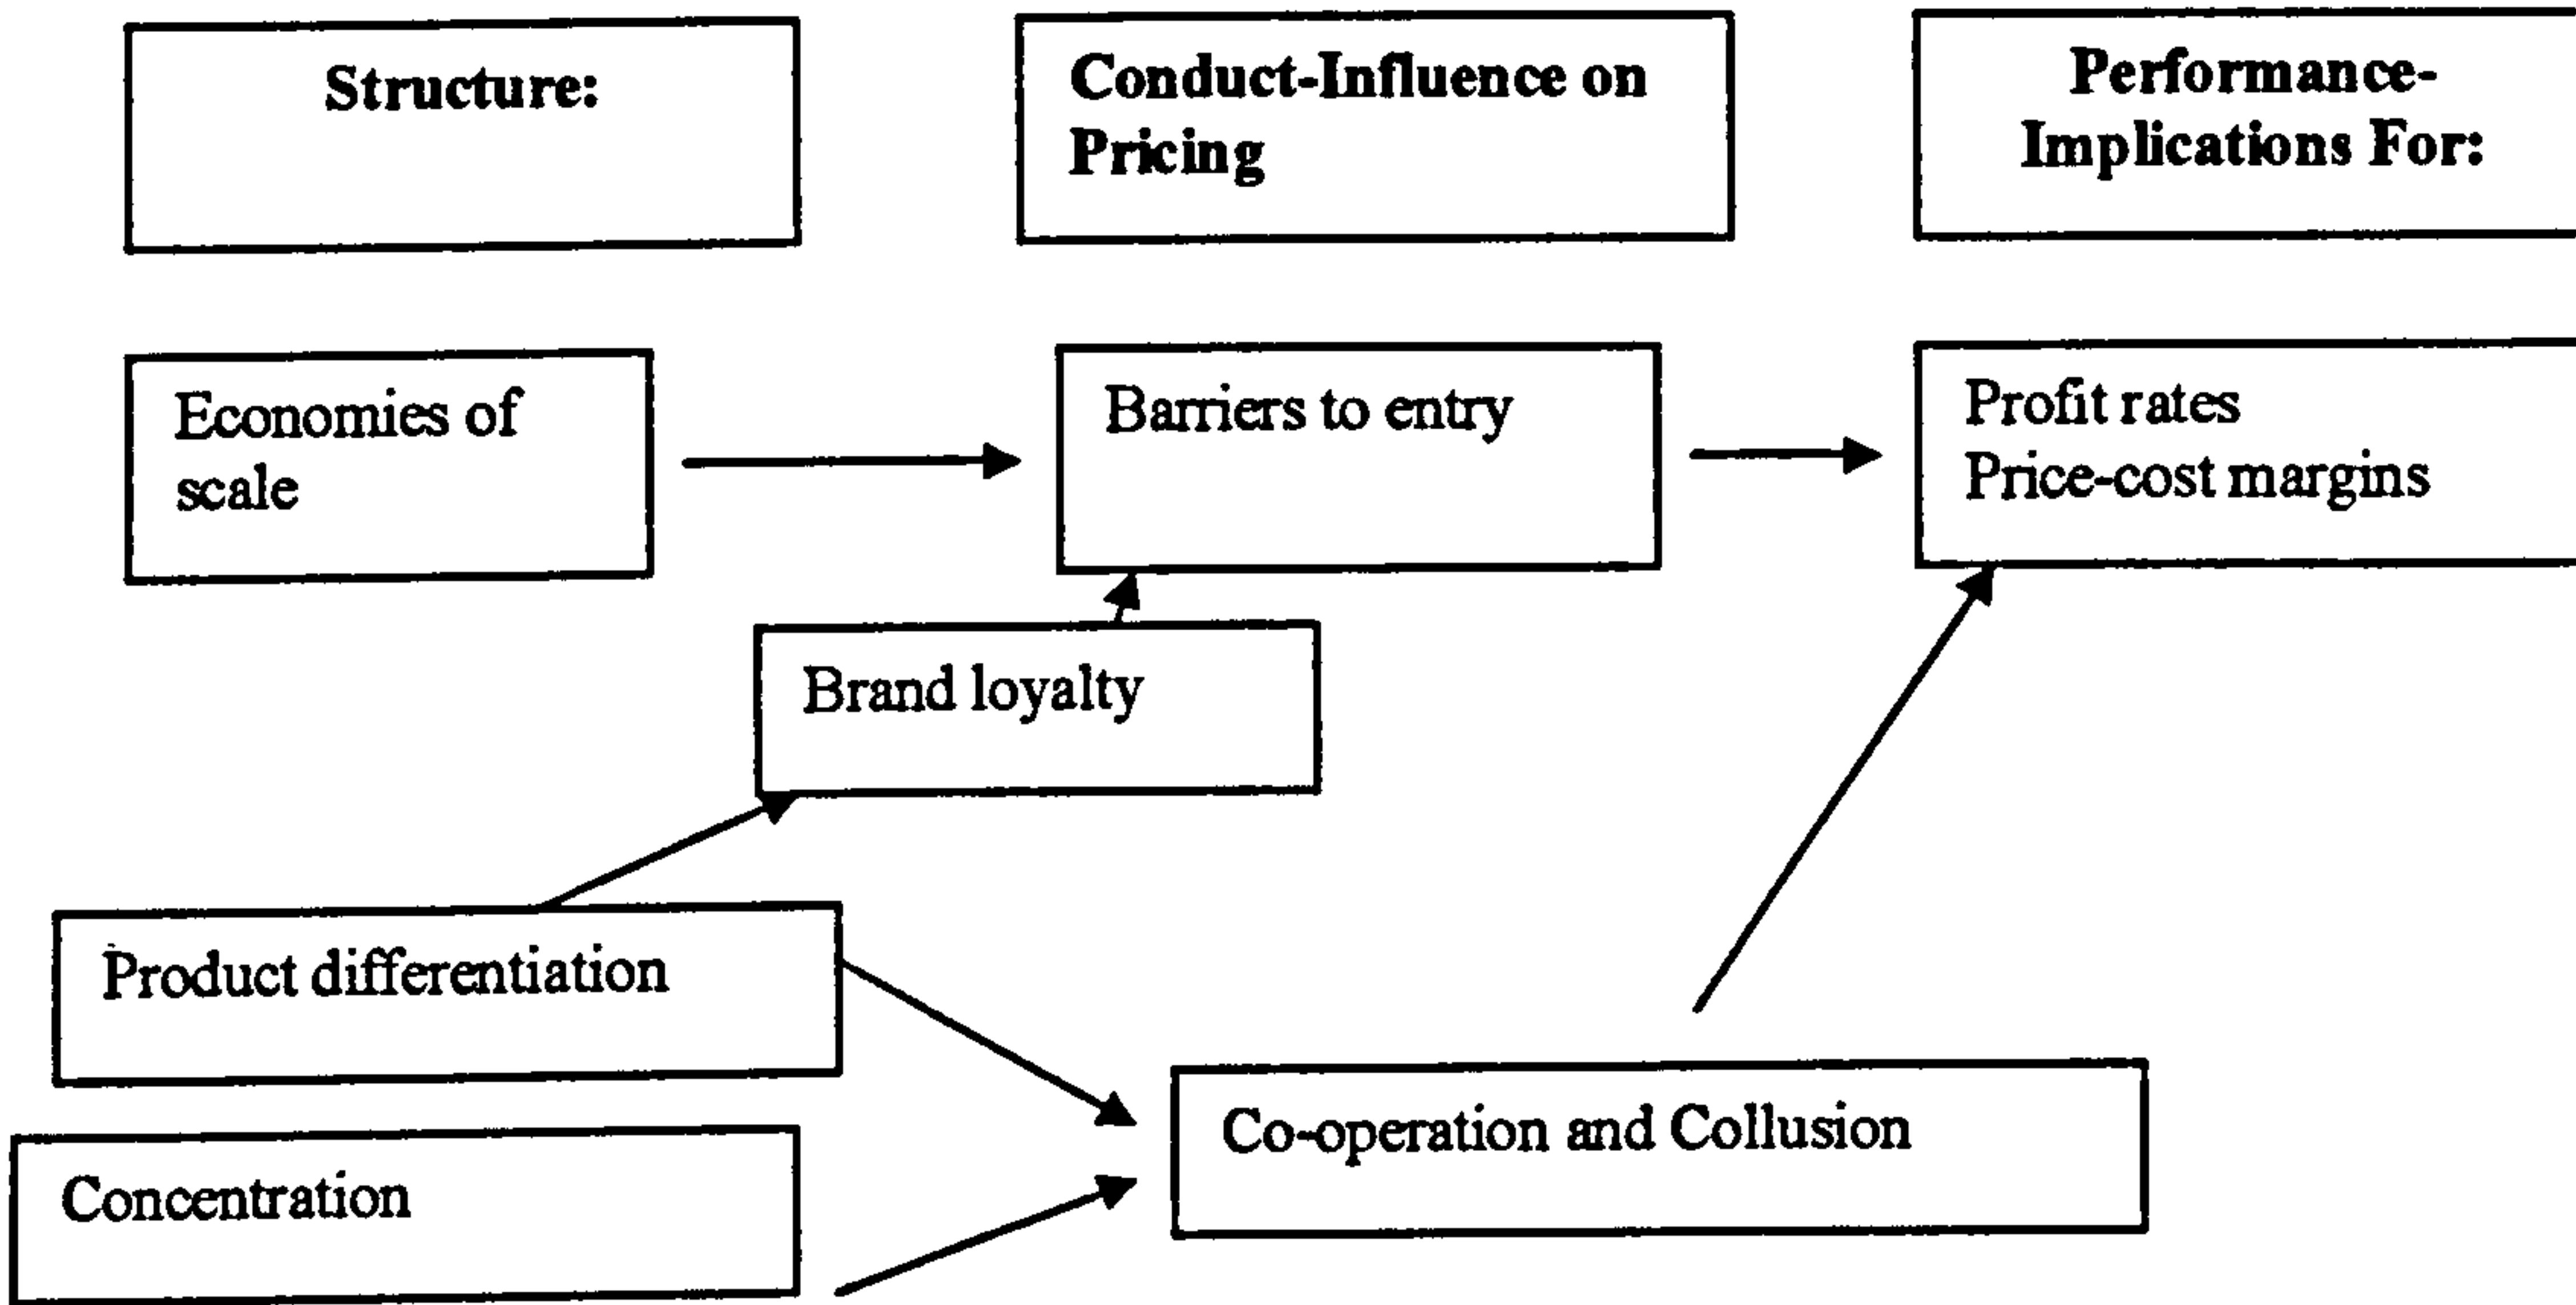 Structure:
Conduct-Influence on
Pricing
Performance-
Implications For:
Economies of
scale
Barriers to entry
Profit rates
Price-cost margins
Brand loyalty
Product differentiation
Co-operation and Collusion
Concentration